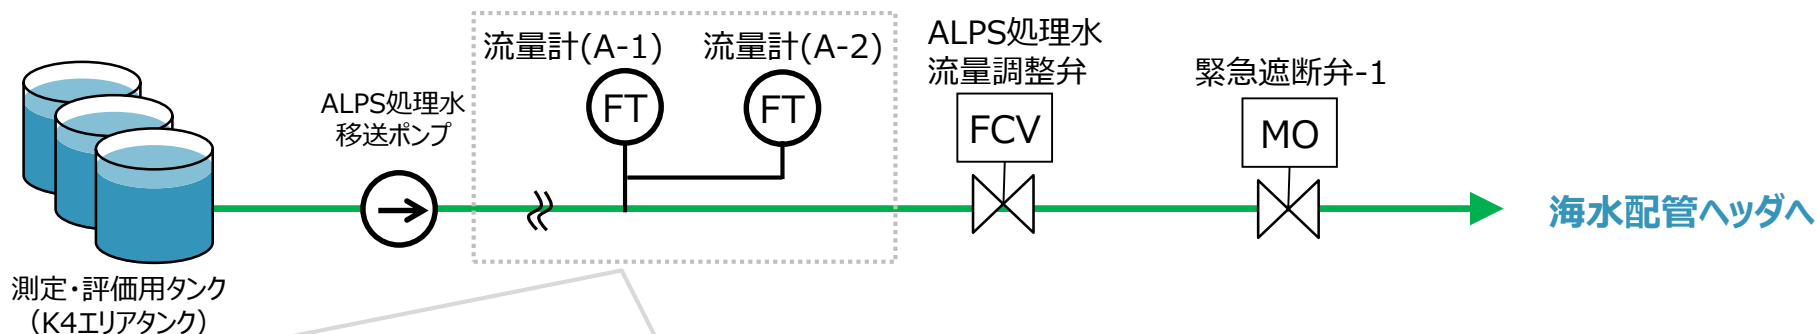 流量計(A-1)
流量計(A-2)
ALPS処理水
流量調整弁
緊急遮断弁-1
ALPS処理水
移送ポンプ
FT
FT
FCV
MO
海水配管ヘッダへ
測定・評価用タンク
（K4エリアタンク）